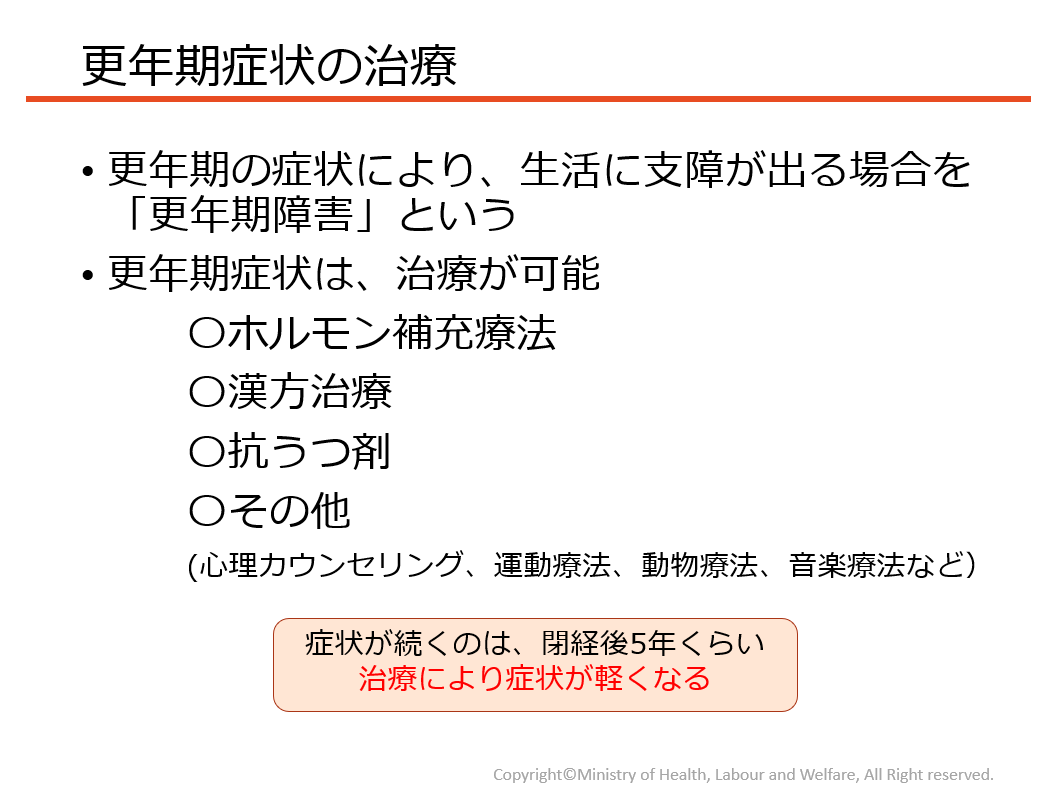 更年期症状の治療
• 更年期の症状により、生活に支障が出る場合を
「更年期障害」という
• 更年期症状は、治療が可能
〇ホルモン補充療法
〇漢方治療
〇抗うつ剤
〇その他
(心理カウンセリング、運動療法、動物療法、音楽療法など）
症状が続くのは、閉経後5年くらい
治療により症状が軽くなる
Copyright©Ministry of Health, Labour and Welfare, All Right reserved.